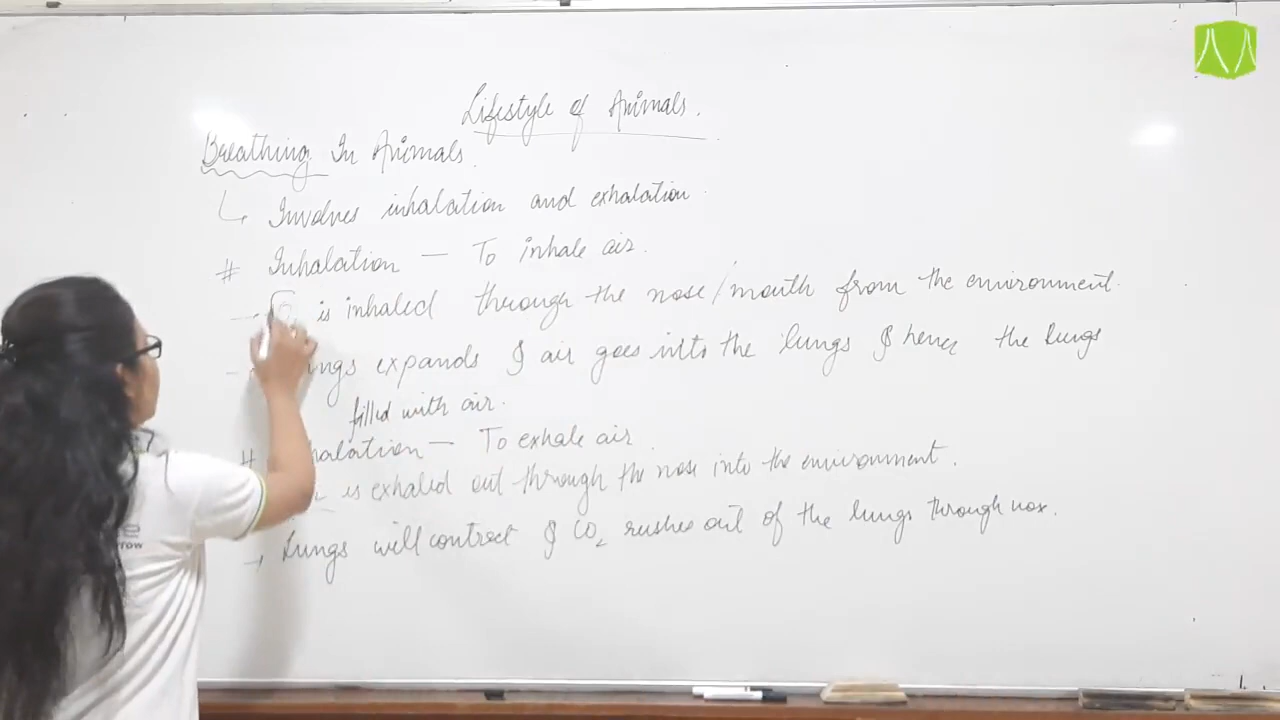 Lifestyle of Animals.
Breathing In Animals.
↳ Involves inhalation and exhalation
# Inhalation — To inhale air.
→ is inhaled through the nose/mouth from the environment.
expands & air goes into the lungs & hence the lungs
filled with air.
# — To exhale air
is exhaled out through the nose into the environment.
→ Lungs will contract & CO₂ rushes out of the lungs through nose.